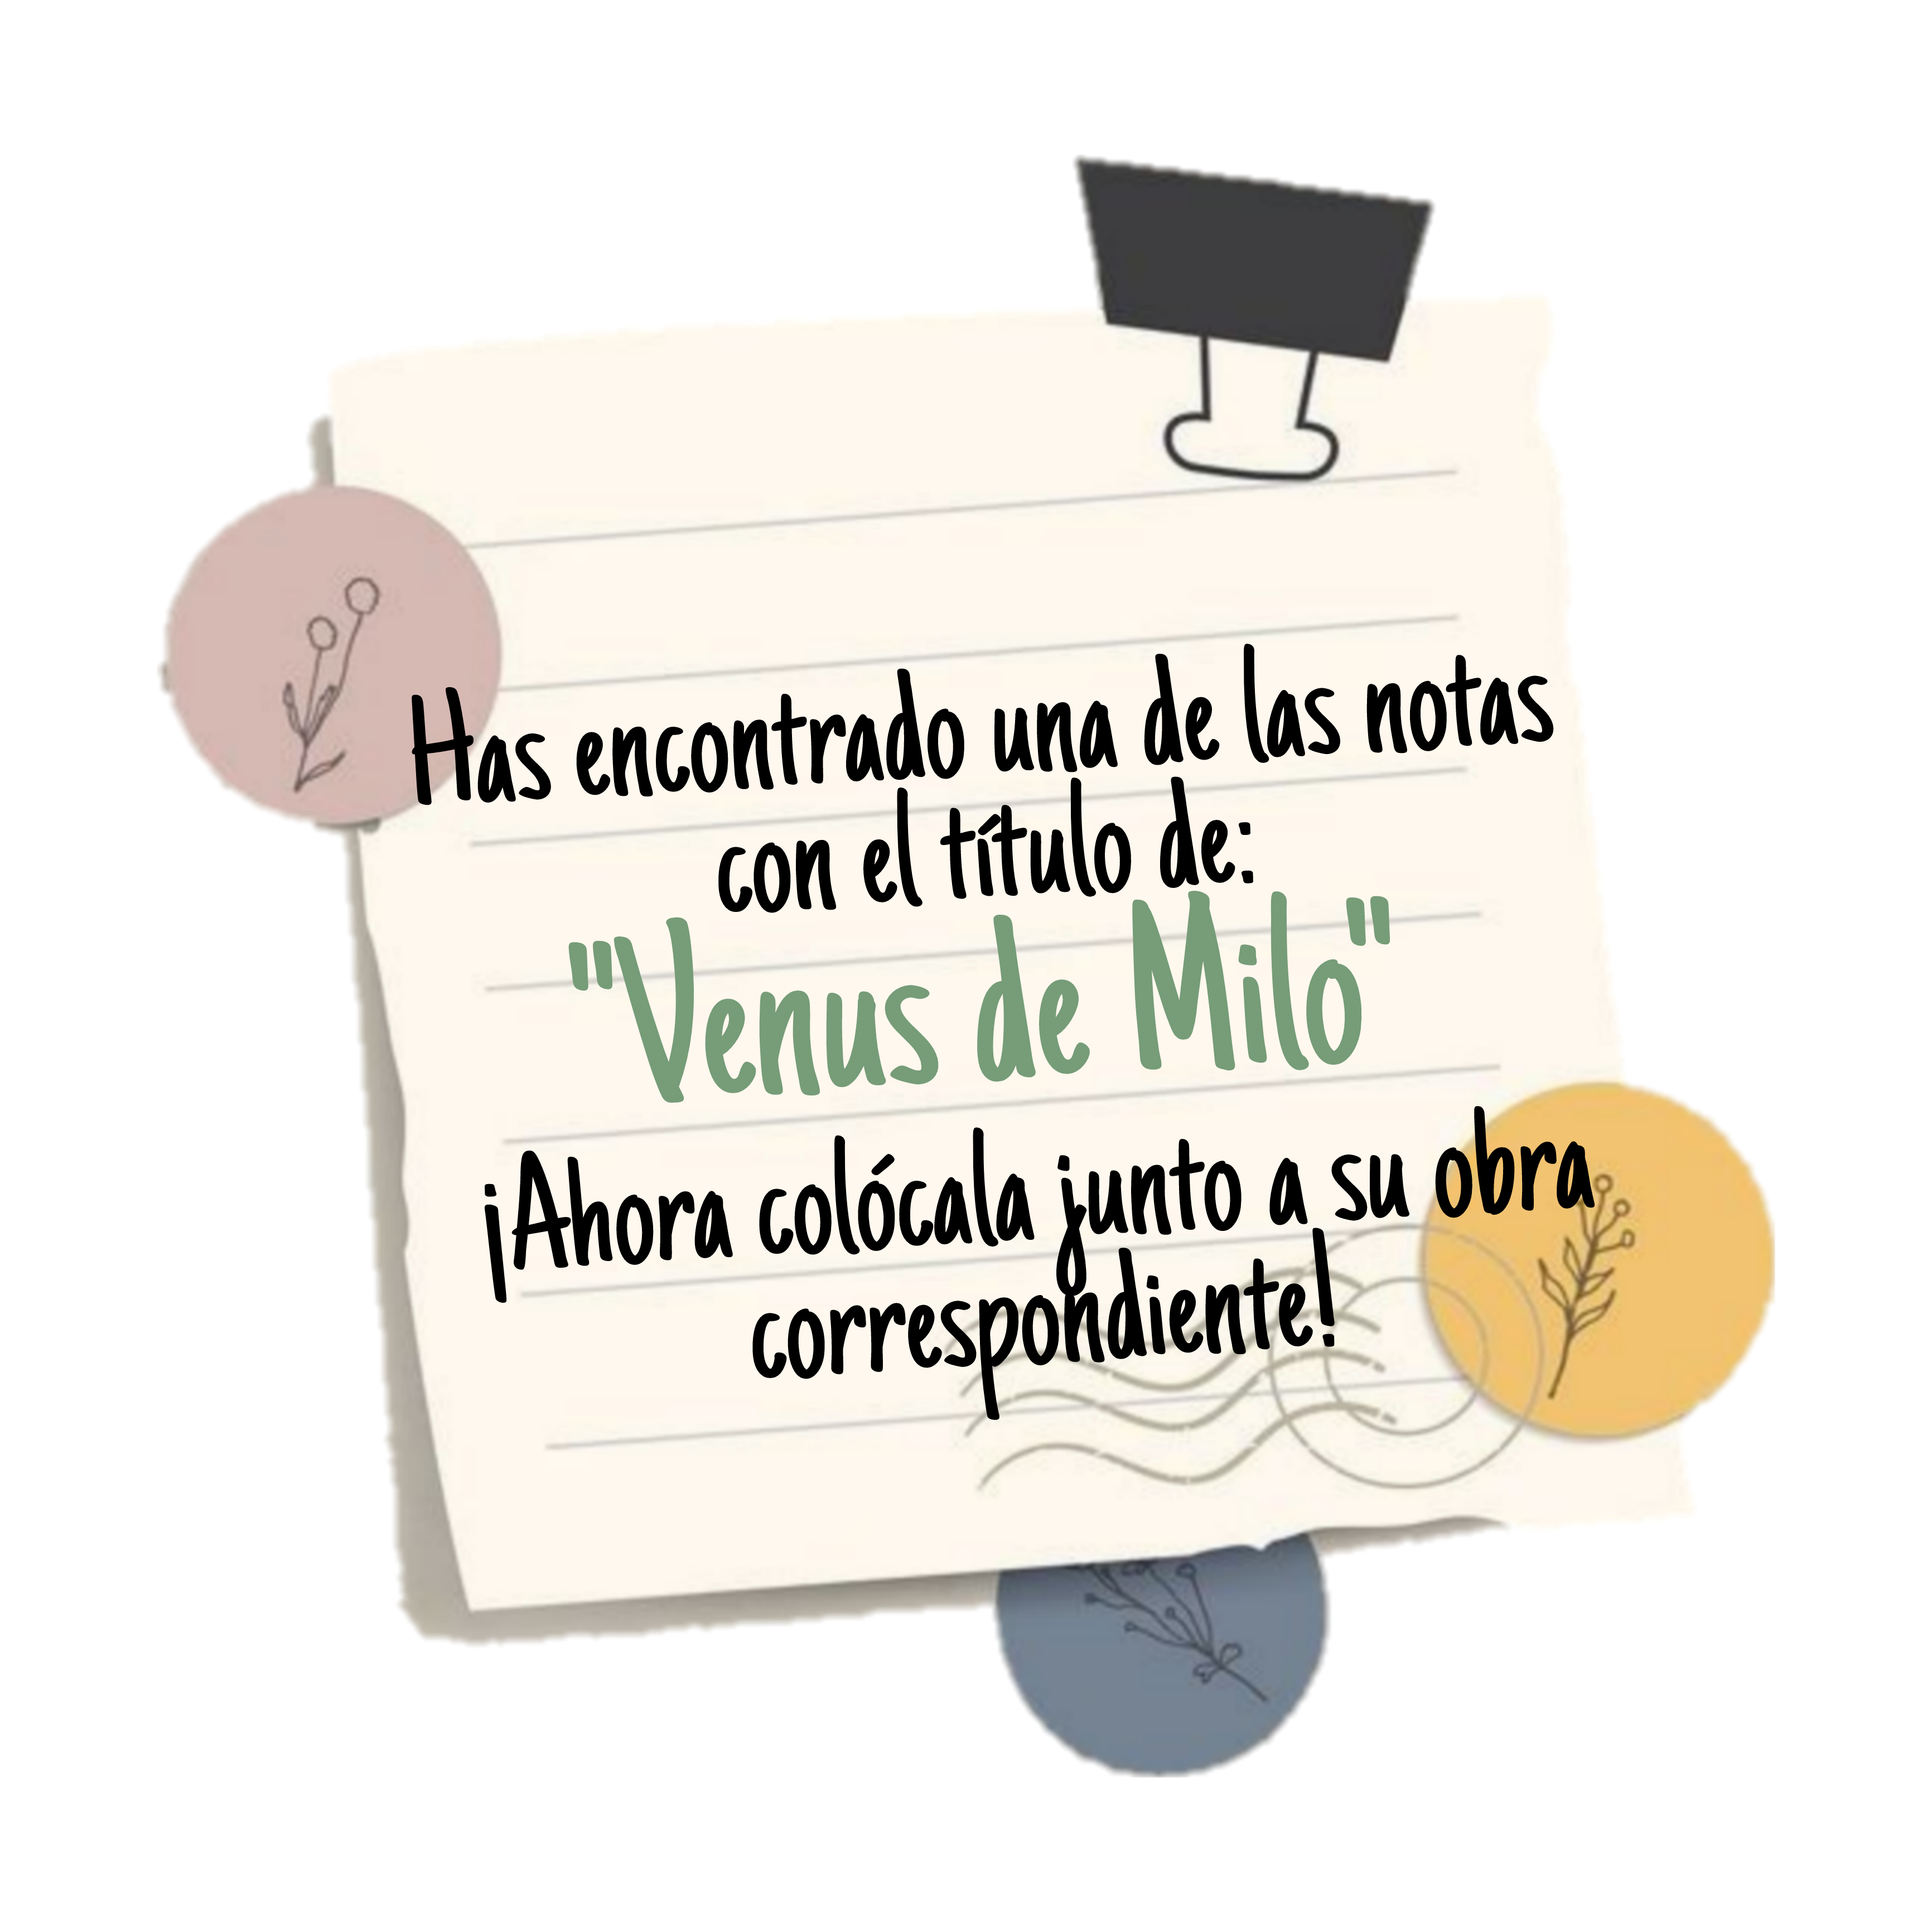 Has encontrado una de las notas
con el título de:
"Venus de Milo"
¡Ahora colócala junto a su obra
correspondiente!